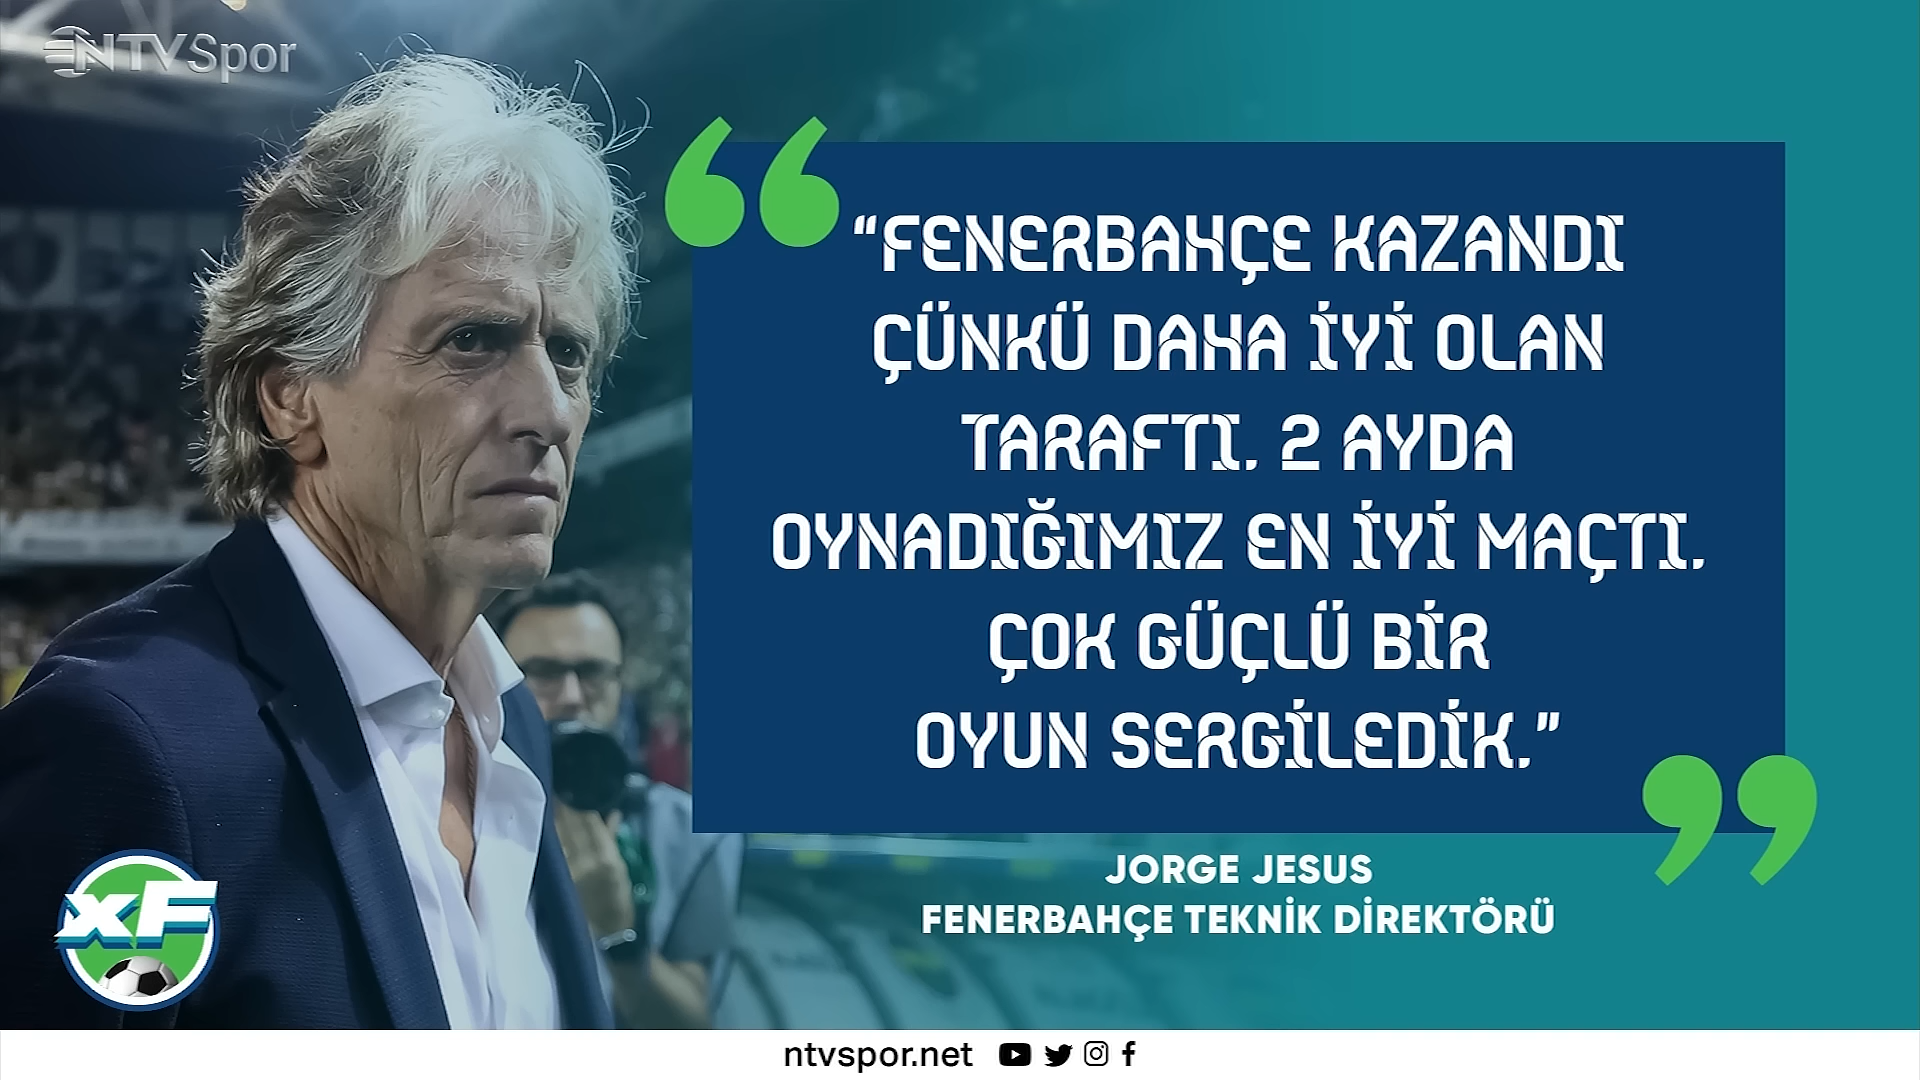 NTVSpor
“FENERBAHÇE KAZANDI
ÇÜNKÜ DAHA İYİ OLAN
TARAFTI. 2 AYDA
OYNADIĞIMIZ EN İYİ MAÇTI.
ÇOK GÜÇLÜ BİR
OYUN SERGİLEDİK.”
JORGE JESUS
FENERBAHÇE TEKNİK DİREKTÖRÜ
xF
ntvspor.net